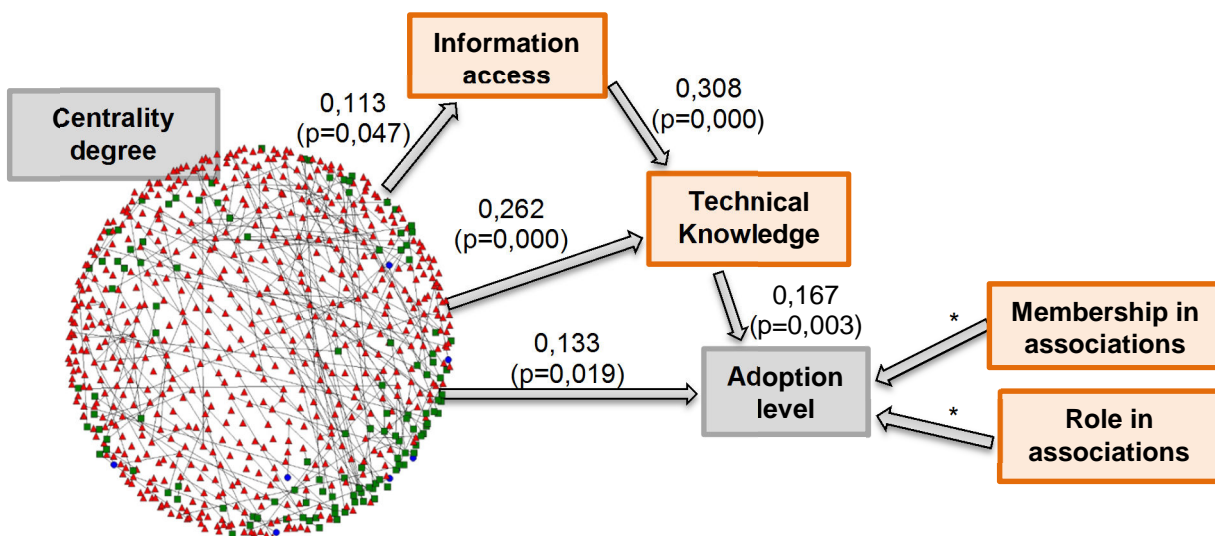 Information
access
Centrality
degree
0,113
(p=0,047)
0,308
(p=0,000)
Technical
Knowledge
0,262
(p=0,000)
0,167
(p=0,003)
Membership in
associations
*
0,133
(p=0,019)
Adoption
level
*
Role in
associations